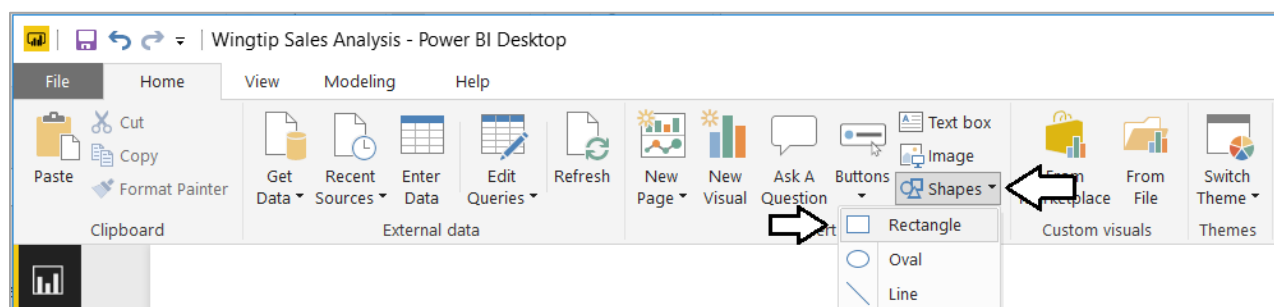 Wingtip Sales Analysis - Power BI Desktop
File Home View Modeling Help
Cut
Copy
Format Painter
Paste
Get Data
Recent Sources
Enter Data
Edit Queries
Refresh
New Page
New Visual
Ask A Question
Buttons
Text box
Image
Shapes
From
Marketplace
From File
Switch Theme
Clipboard External data Custom visuals Themes
Rectangle
Oval
Line